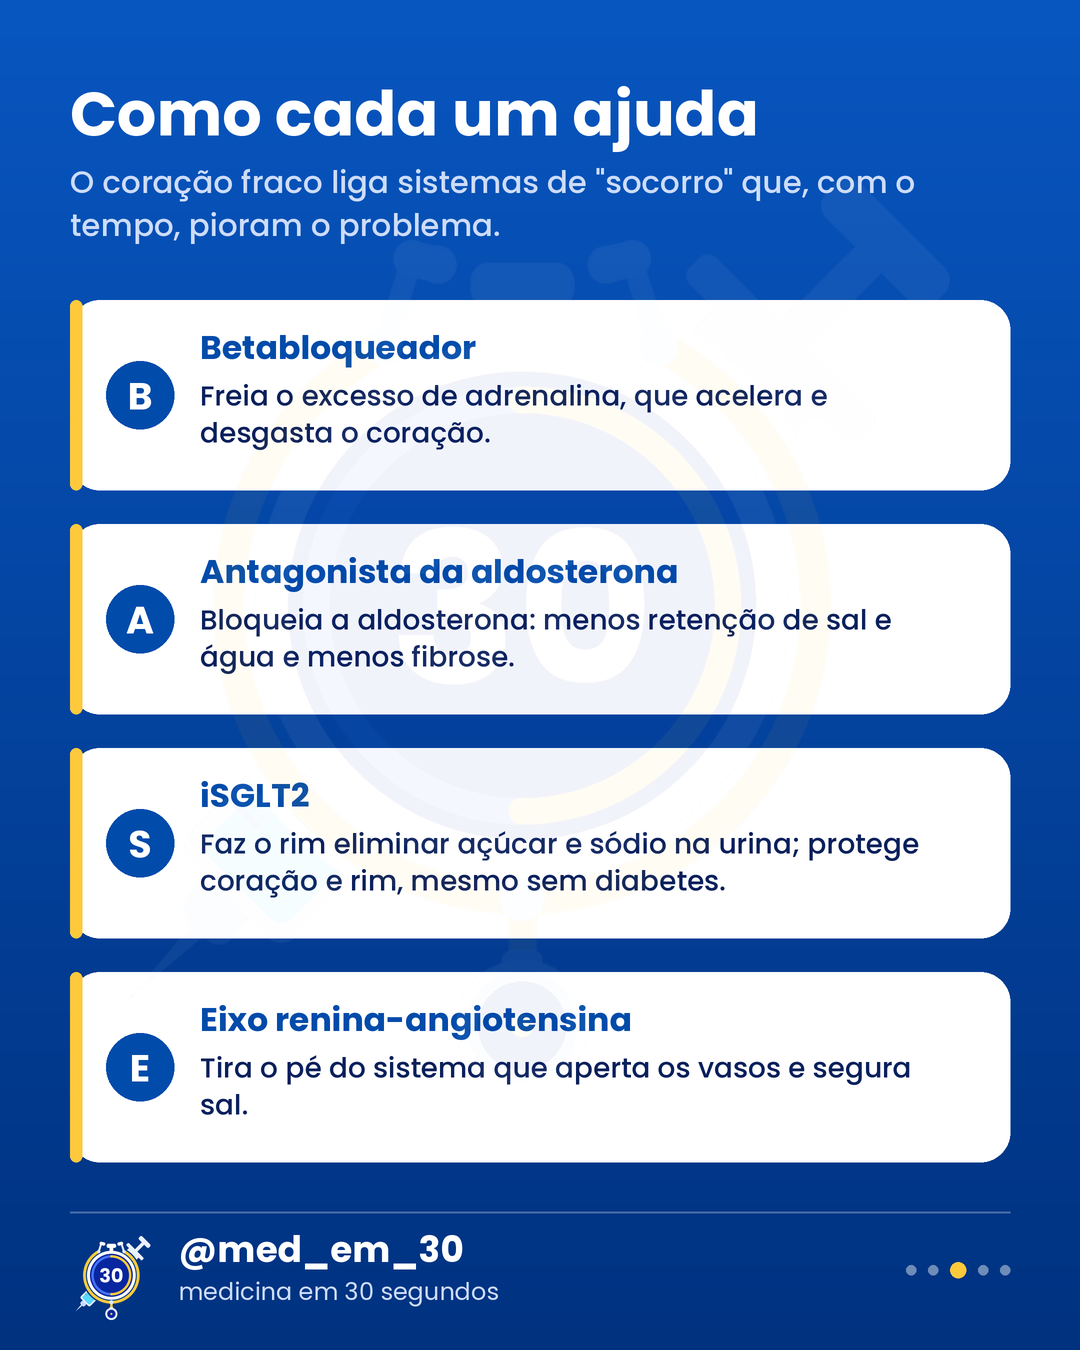 Como cada um ajuda
O coração fraco liga sistemas de "socorro" que, com o
tempo, pioram o problema.
B
Betabloqueador
Freia o excesso de adrenalina, que acelera e
desgasta o coração.
A
Antagonista da aldosterona
Bloqueia a aldosterona: menos retenção de sal e
água e menos fibrose.
30
S
iSGLT2
Faz o rim eliminar açúcar e sódio na urina; protege
coração e rim, mesmo sem diabetes.
E
Eixo renina-angiotensina
Tira o pé do sistema que aperta os vasos e segura
sal.
30
@med_em_30
medicina em 30 segundos